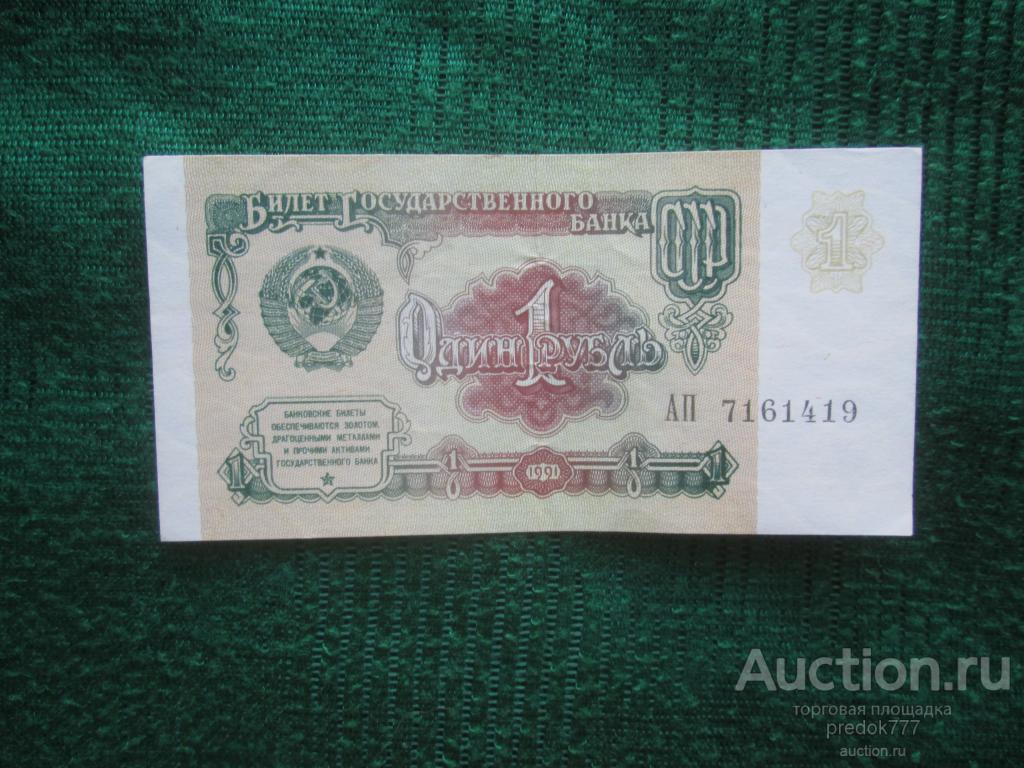 Билет Государственного
банка СССР
1
1
Один рубль
АП 7161419
Банковские билеты
обеспечиваются золотом,
драгоценными металлами
и прочими активами
Государственного банка
1 1 1991 1 1
Auction.ru
торговая площадка
predok777
auction.ru